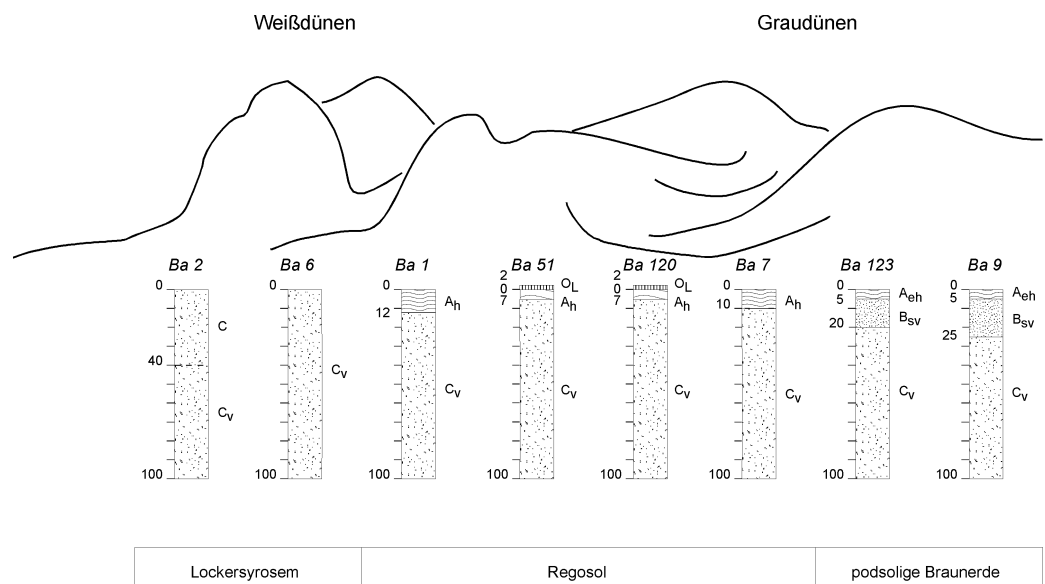 Weißdünen Graudünen
Ba 2 Ba 6 Ba 1 Ba 51 Ba 120 Ba 7 Ba 123 Ba 9
2 OL 2 OL
0 0 0 0 0 0 0 Aeh 0 Aeh
7 Ah 7 Ah 5 5
Ah 10 Ah Bsv Bsv
12 20 25
C
40 Cv
Cv Cv Cv Cv Cv Cv Cv
100 100 100 100 100 100 100 100
Lockersyrosem Regosol podsolige Braunerde